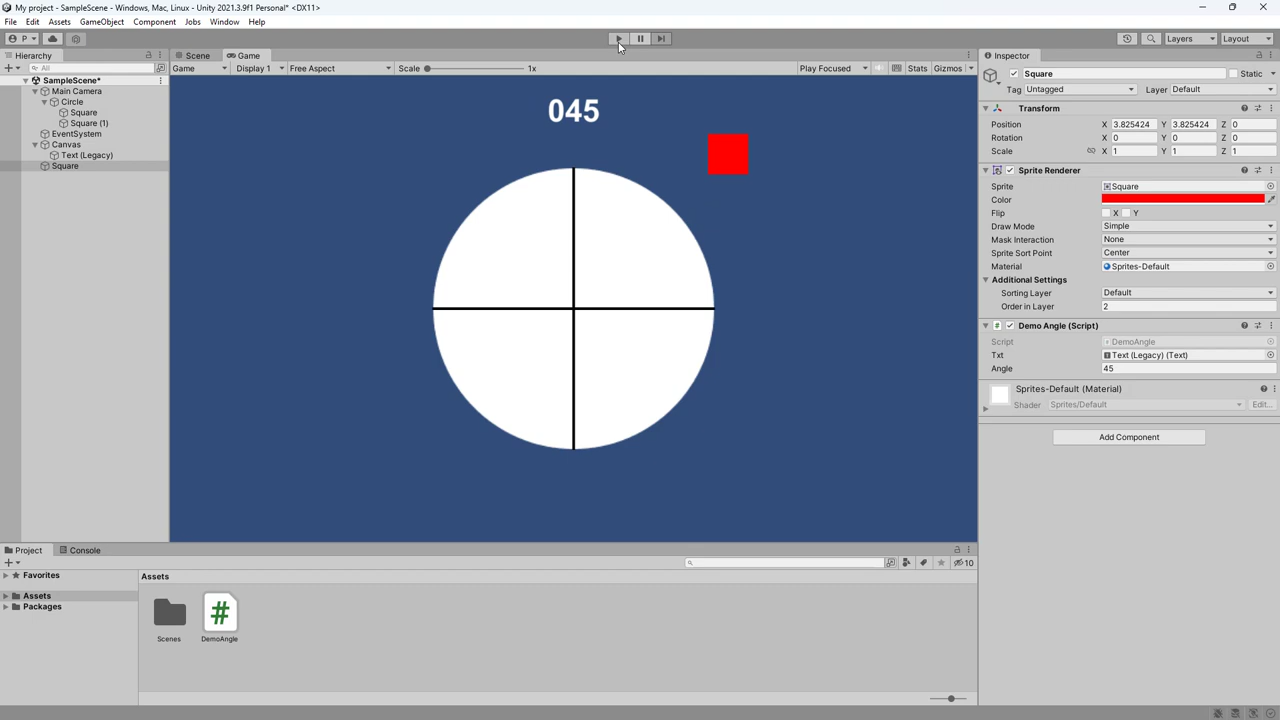 My project - SampleScene - Windows, Mac, Linux - Unity 2021.3.9f1 Personal* <DX11>
File Edit Assets GameObject Component Jobs Window Help
P Layers Layout
Hierarchy Scene Game Inspector
All
SampleScene*
Main Camera
Circle
Square
Square (1)
EventSystem
Canvas
Text (Legacy)
Square
Game Display 1 Free Aspect Scale 1x Play Focused Stats Gizmos
045
Square Static
Tag Untagged Layer Default
Transform
Position X 3.825424 Y 3.825424 Z 0
Rotation X 0 Y 0 Z 0
Scale X 1 Y 1 Z 1
Sprite Renderer
Sprite Square
Color
Flip X Y
Draw Mode Simple
Mask Interaction None
Sprite Sort Point Center
Material Sprites-Default
Additional Settings
Sorting Layer Default
Order in Layer 2
# Demo Angle (Script)
Script DemoAngle
Txt Text (Legacy) (Text)
Angle 45
Sprites-Default (Material)
Shader Sprites/Default Edit...
Add Component
Project Console
10
Favorites
Assets
Packages
Assets
#
Scenes DemoAngle